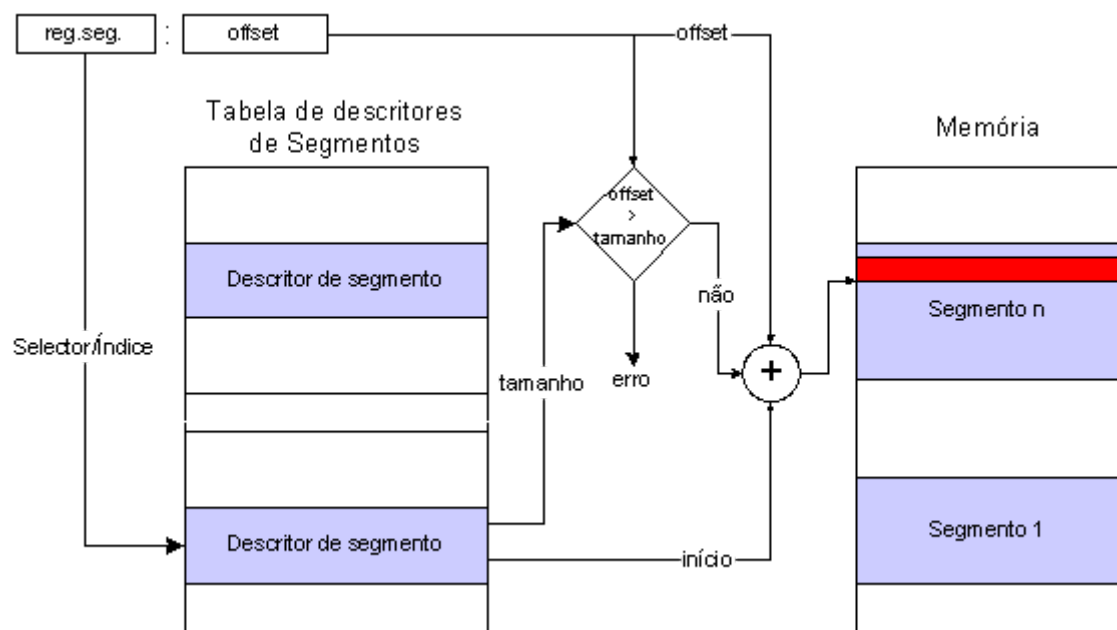 reg.seg. : offset
offset
Tabela de descritores
de Segmentos
Memória
offset
>
tamanho
Descritor de segmento
não
Segmento n
Selector/Índice
tamanho
erro
+
Descritor de segmento
Segmento 1
início